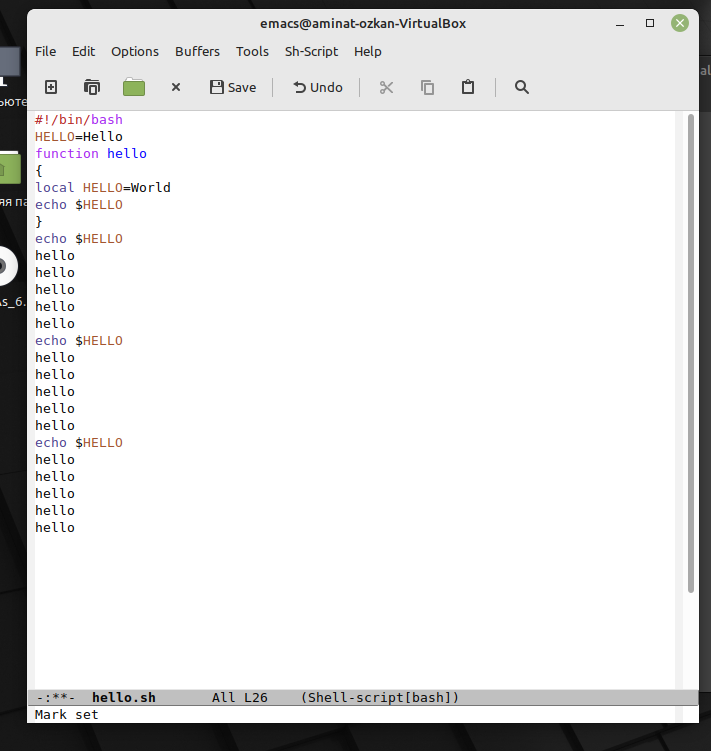 emacs@aminat-ozkan-VirtualBox
File Edit Options Buffers Tools Sh-Script Help
Save Undo
#!/bin/bash
HELLO=Hello
function hello
{
local HELLO=World
echo $HELLO
}
echo $HELLO
hello
hello
hello
hello
hello
echo $HELLO
hello
hello
hello
hello
hello
echo $HELLO
hello
hello
hello
hello
hello
-:**- hello.sh All L26 (Shell-script[bash])
Mark set